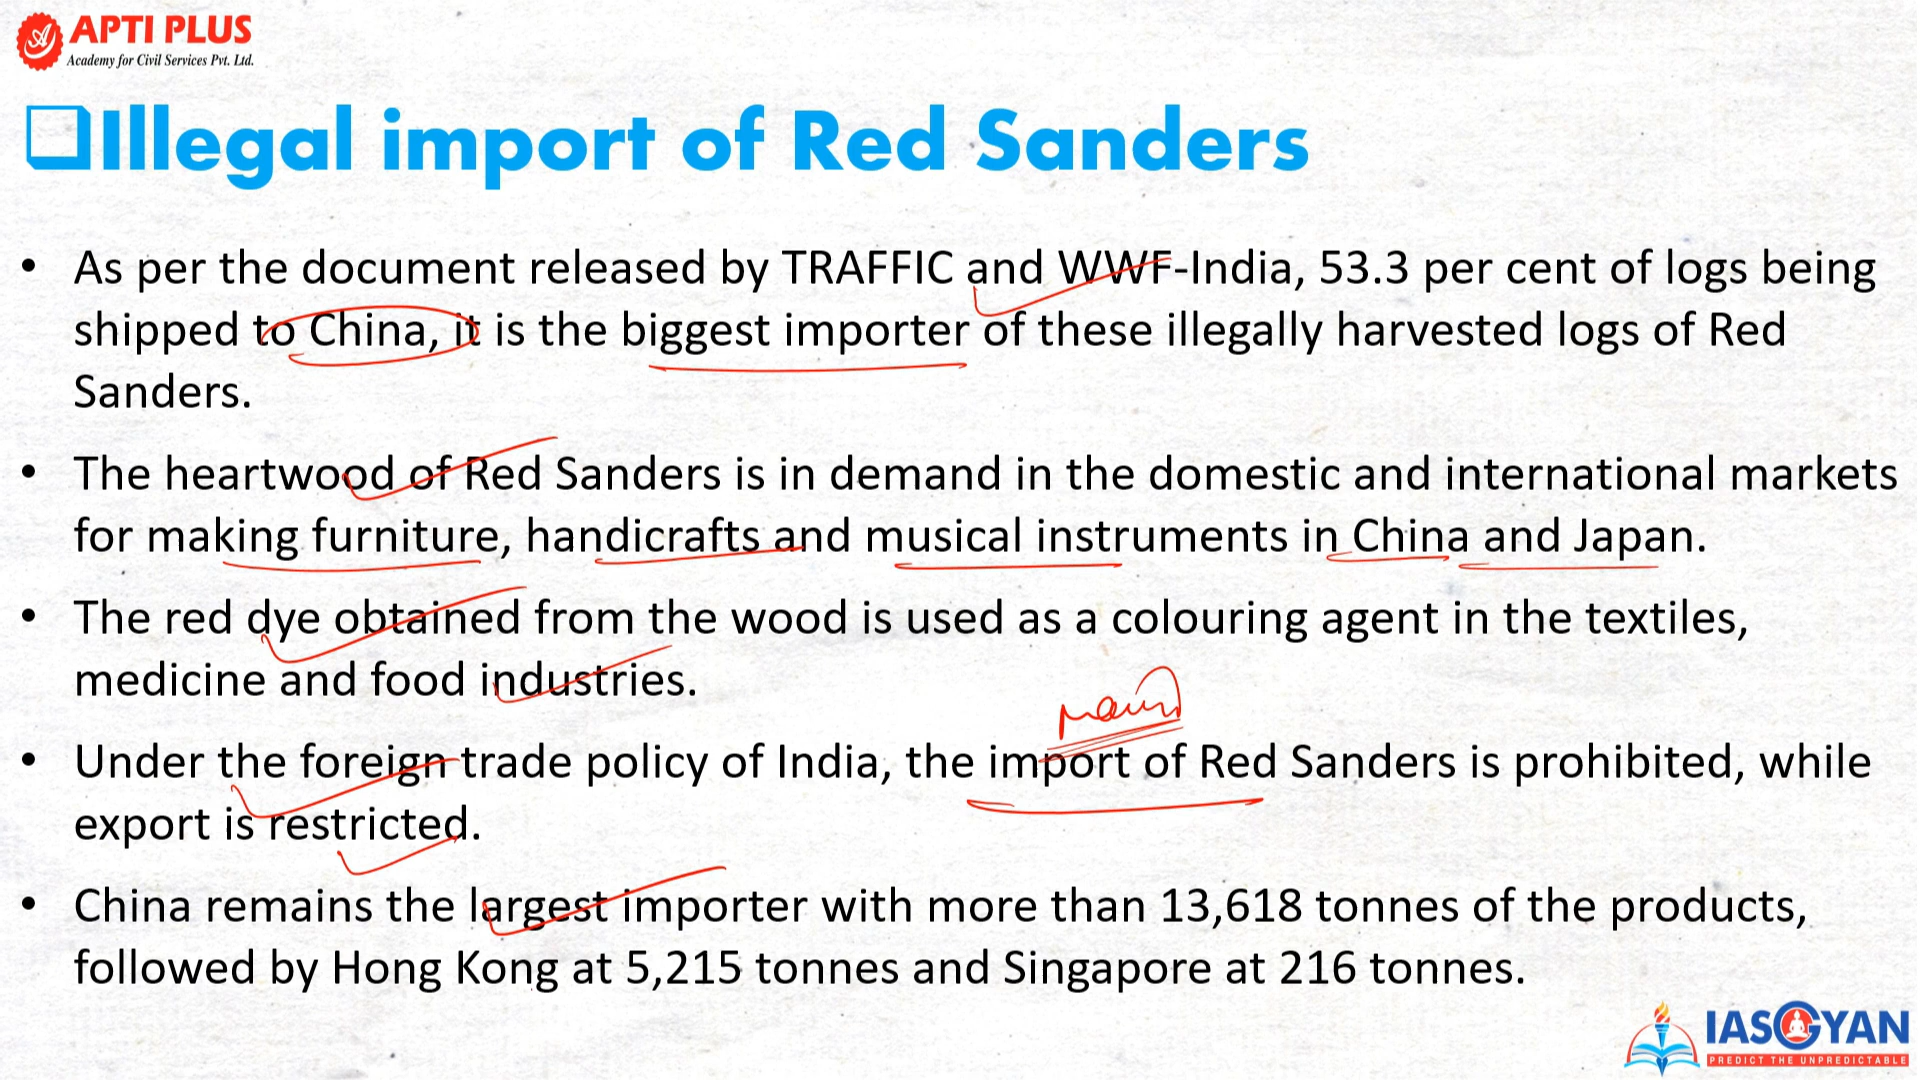 APTI PLUS
Academy for Civil Services Pvt. Ltd.
Illegal import of Red Sanders
• As per the document released by TRAFFIC and WWF-India, 53.3 per cent of logs being
shipped to China, it is the biggest importer of these illegally harvested logs of Red
Sanders.
• The heartwood of Red Sanders is in demand in the domestic and international markets
for making furniture, handicrafts and musical instruments in China and Japan.
• The red dye obtained from the wood is used as a colouring agent in the textiles,
medicine and food industries.
• Under the foreign trade policy of India, the import of Red Sanders is prohibited, while
export is restricted.
• China remains the largest importer with more than 13,618 tonnes of the products,
followed by Hong Kong at 5,215 tonnes and Singapore at 216 tonnes.
IASGYAN
PREDICT THE UNPREDICTABLE